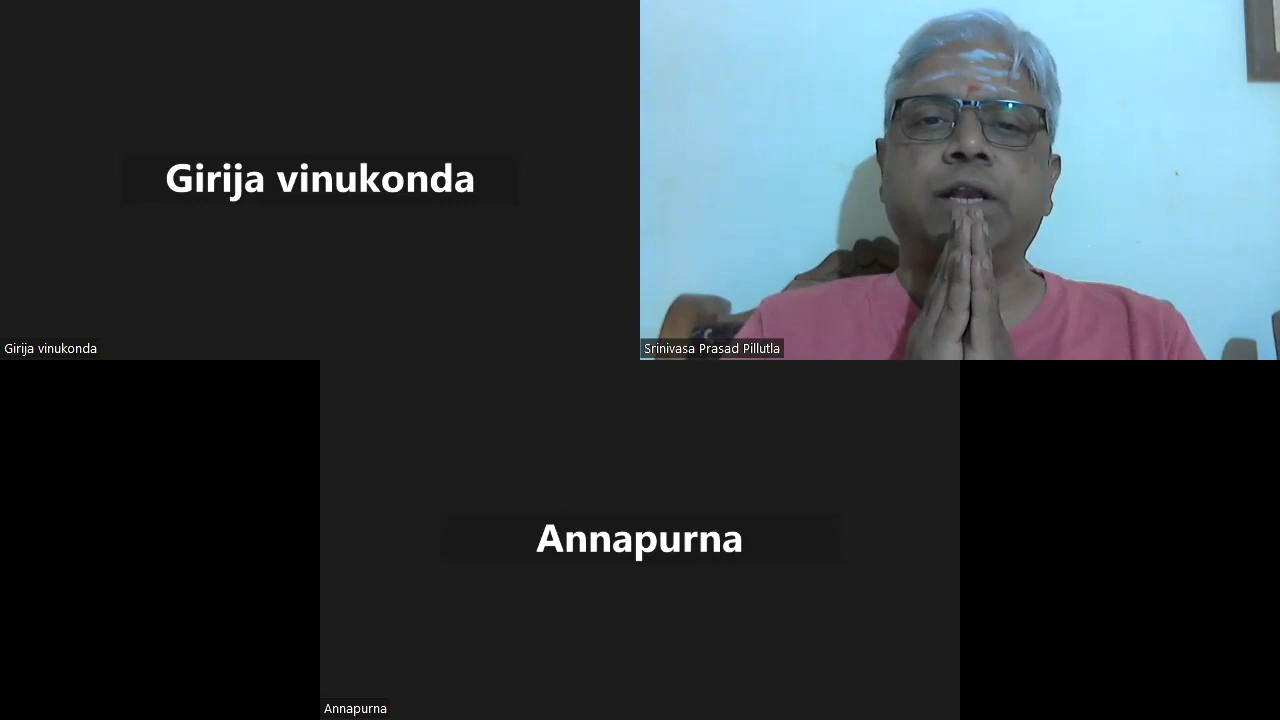 Girija vinukonda
Girija vinukonda
Srinivasa Prasad Pillutla
Annapurna
Annapurna